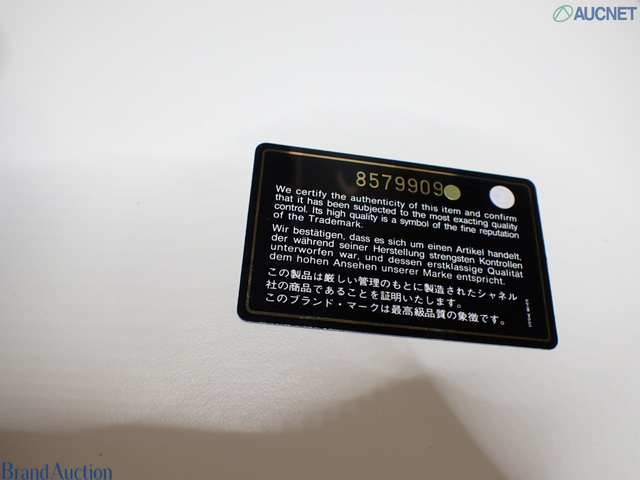 AUCNET
8579909
We certify the authenticity of this item and confirm
that it has been subjected to the most exacting quality
control. Its high quality is a symbol of the fine reputation
of the Trademark.
Wir bestätigen, dass es sich um einen Artikel handelt,
der während seiner Herstellung strengsten Kontrollen
unterworfen war, und dessen erstklassige Qualität
dem hohen Ansehen unserer Marke entspricht.
この製品は厳しい管理のもとに製造されたシャネル
社の商品であることを証明いたします。
このブランド・マークは最高級品質の象徴です。
Brand Auction